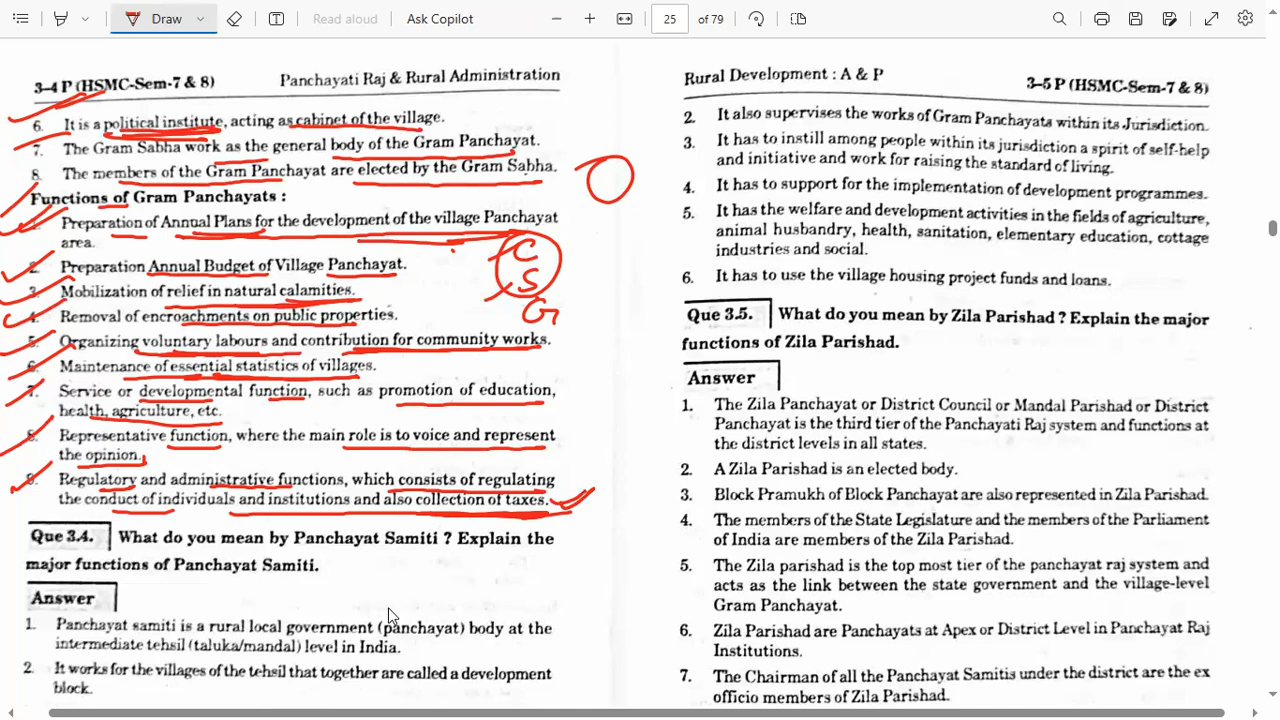 Draw
Read aloud
Ask Copilot
25
of 79
3-4 P (HSMC-Sem-7 & 8)
Panchayati Raj & Rural Administration
6. It is a political institute, acting as cabinet of the village.
7. The Gram Sabha work as the general body of the Gram Panchayat.
8. The members of the Gram Panchayat are elected by the Gram Sabha.
Functions of Gram Panchayats :
1. Preparation of Annual Plans for the development of the village Panchayat
area.
2. Preparation Annual Budget of Village Panchayat.
3. Mobilization of relief in natural calamities.
4. Removal of encroachments on public properties.
5. Organizing voluntary labours and contribution for community works.
6. Maintenance of essential statistics of villages.
7. Service or developmental function, such as promotion of education,
health, agriculture, etc.
8. Representative function, where the main role is to voice and represent
the opinion.
9. Regulatory and administrative functions, which consists of regulating
the conduct of individuals and institutions and also collection of taxes.
C
S
G
Que 3.4. What do you mean by Panchayat Samiti ? Explain the
major functions of Panchayat Samiti.
Answer
1. Panchayat samiti is a rural local government (panchayat) body at the
intermediate tehsil (taluka/mandal) level in India.
2. It works for the villages of the tehsil that together are called a development
block.
Rural Development : A & P
3-5 P (HSMC-Sem-7 & 8)
2. It also supervises the works of Gram Panchayats within its Jurisdiction.
3. It has to instill among people within its jurisdiction a spirit of self-help
and initiative and work for raising the standard of living.
4. It has to support for the implementation of development programmes.
5. It has the welfare and development activities in the fields of agriculture,
animal husbandry, health, sanitation, elementary education, cottage
industries and social.
6. It has to use the village housing project funds and loans.
Que 3.5. What do you mean by Zila Parishad ? Explain the major
functions of Zila Parishad.
Answer
1. The Zila Panchayat or District Council or Mandal Parishad or District
Panchayat is the third tier of the Panchayati Raj system and functions at
the district levels in all states.
2. A Zila Parishad is an elected body.
3. Block Pramukh of Block Panchayat are also represented in Zila Parishad.
4. The members of the State Legislature and the members of the Parliament
of India are members of the Zila Parishad.
5. The Zila parishad is the top most tier of the panchayat raj system and
acts as the link between the state government and the village-level
Gram Panchayat.
6. Zila Parishad are Panchayats at Apex or District Level in Panchayat Raj
Institutions.
7. The Chairman of all the Panchayat Samitis under the district are the ex
officio members of Zila Parishad.